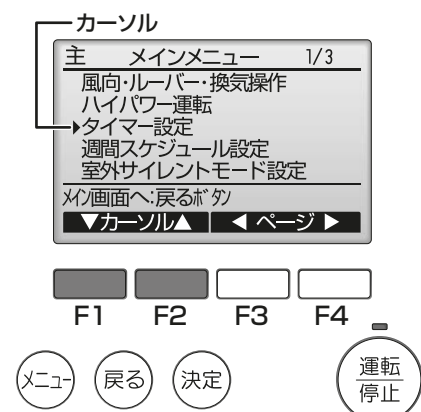 カーソル
主 メインメニュー 1/3
風向・ルーバー・換気操作
ハイパワー運転
▶タイマー設定
週間スケジュール設定
室外サイレントモード設定
メイン画面へ:戻るボタン
▼カーソル▲ ◀ ページ ▶
F1 F2 F3 F4
メニュー 戻る 決定 運転
停止